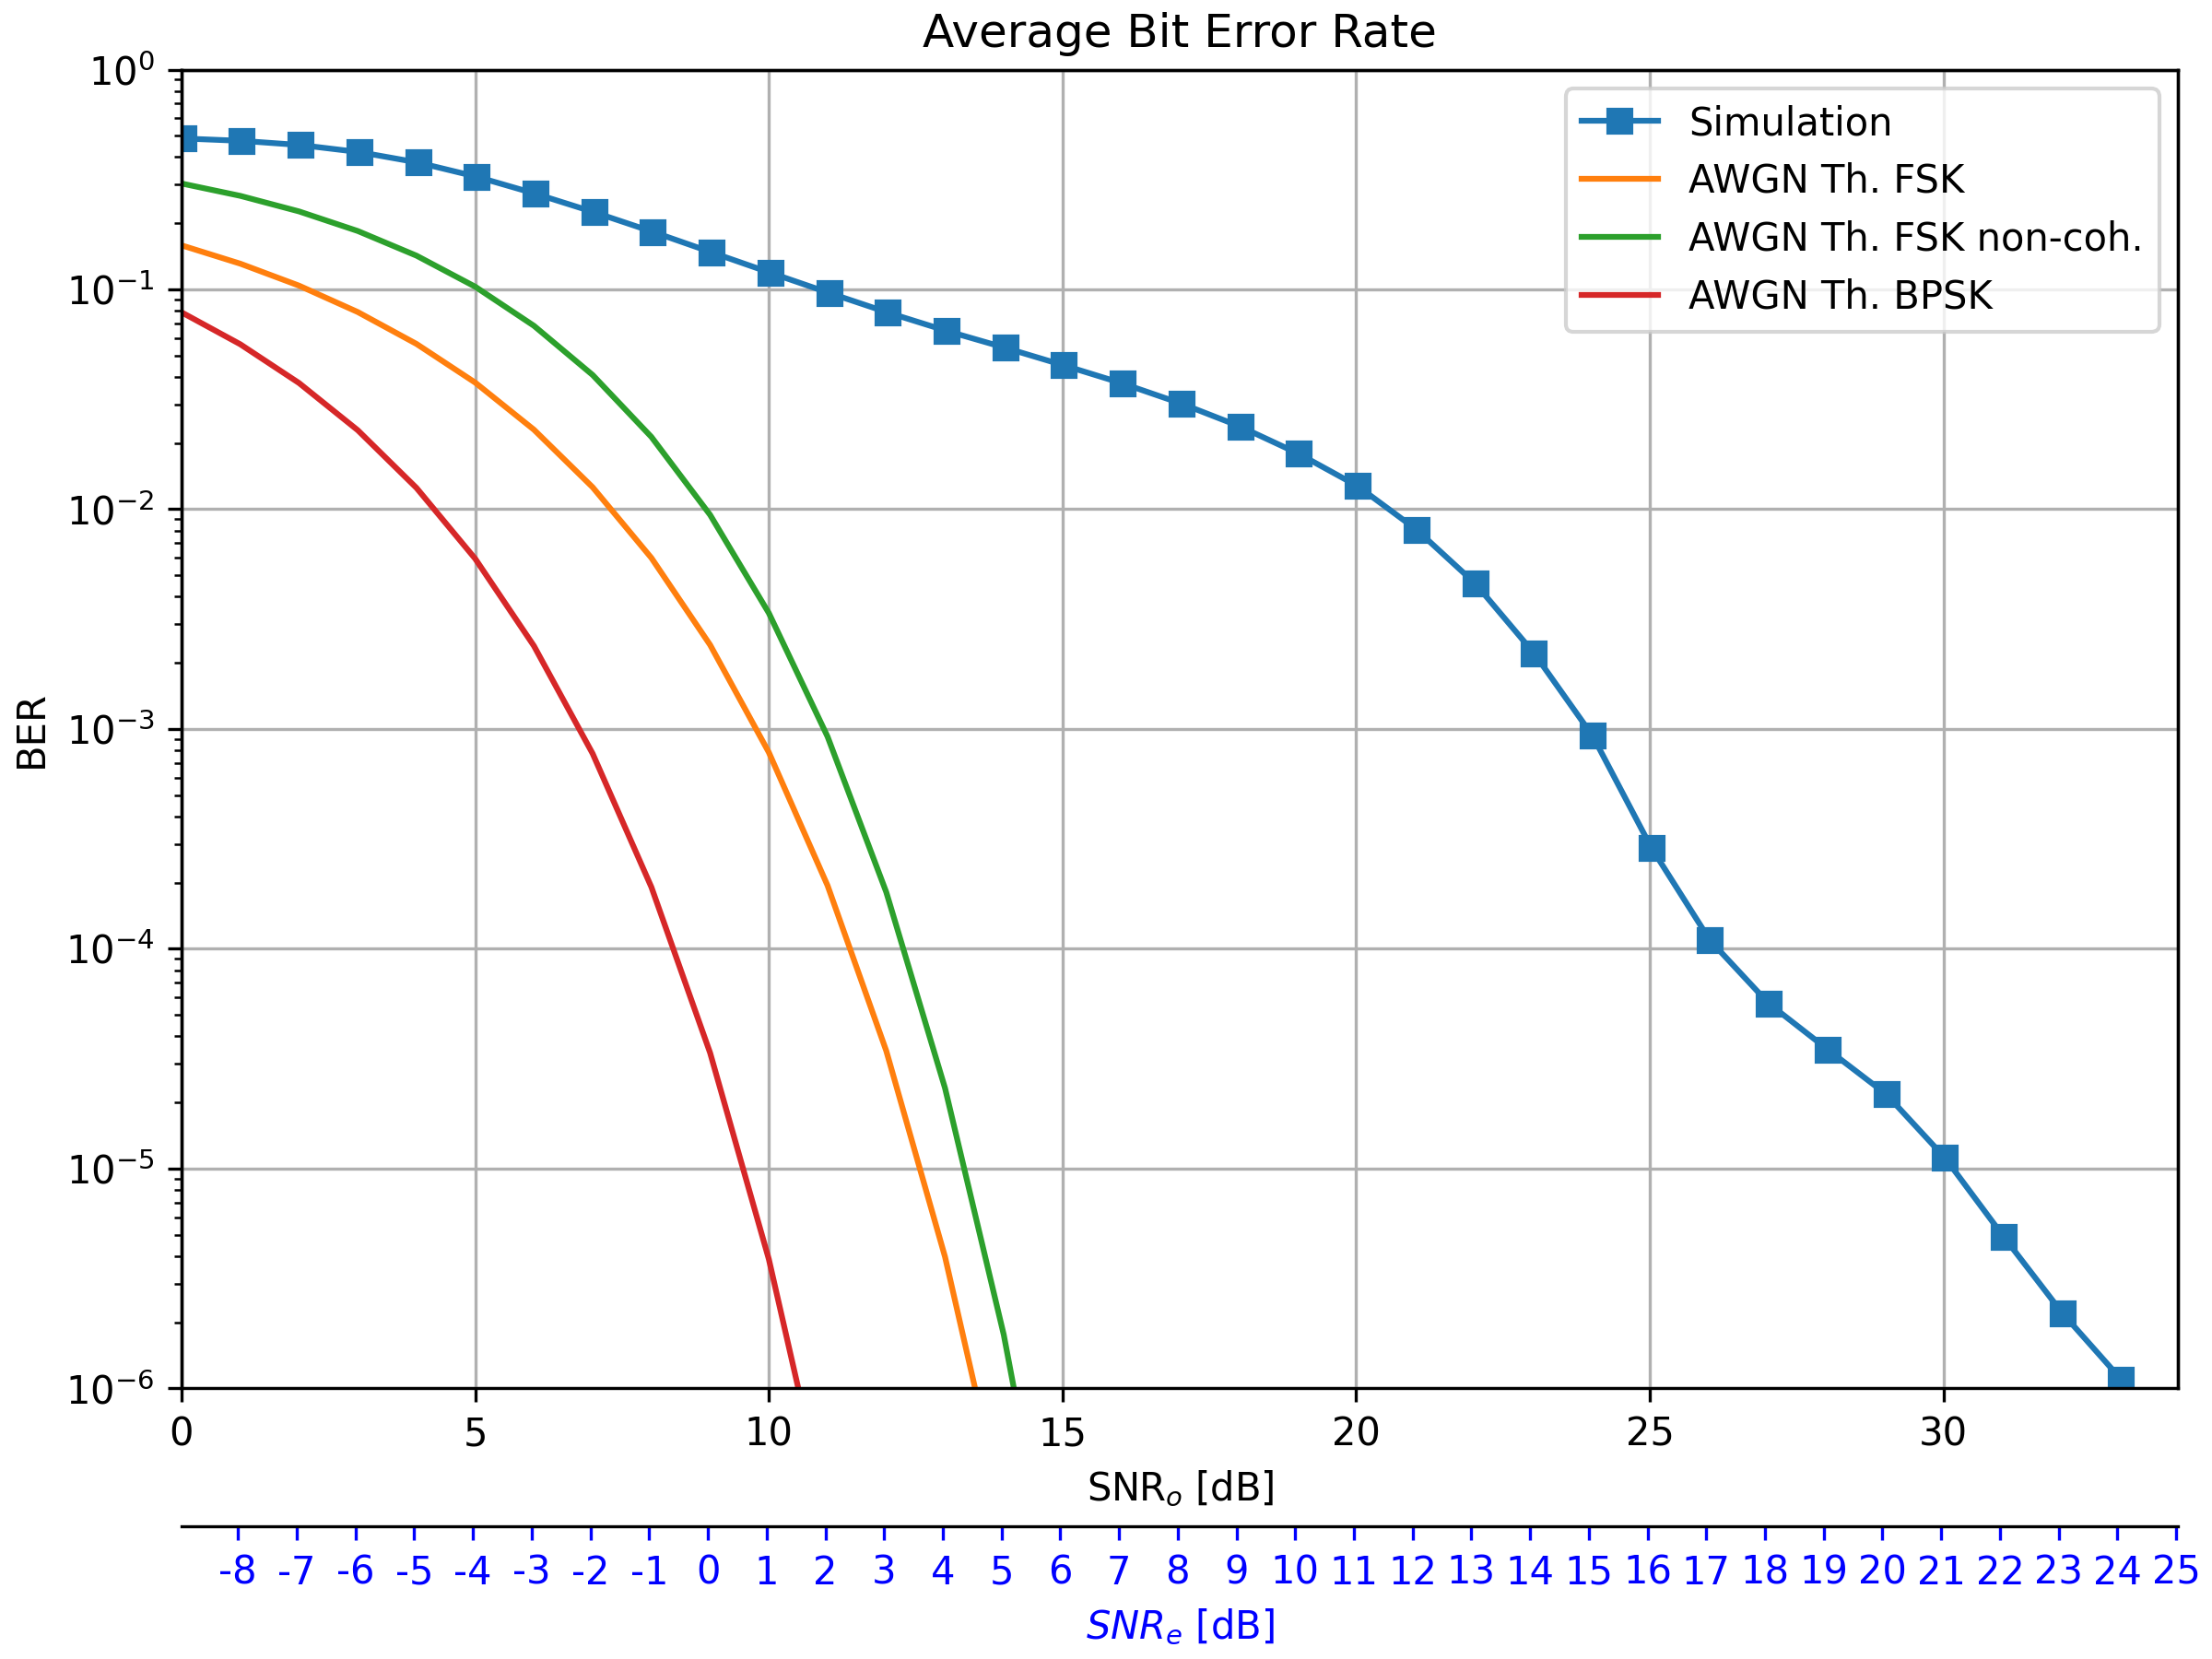 Average Bit Error Rate
Simulation
AWGN Th. FSK
AWGN Th. FSK non-coh.
AWGN Th. BPSK
BER
10⁰
10⁻¹
10⁻²
10⁻³
10⁻⁴
10⁻⁵
10⁻⁶
0 5 10 15 20 25 30
SNRₒ [dB]
-8 -7 -6 -5 -4 -3 -2 -1 0 1 2 3 4 5 6 7 8 9 10 11 12 13 14 15 16 17 18 19 20 21 22 23 24 25
SNRₑ [dB]